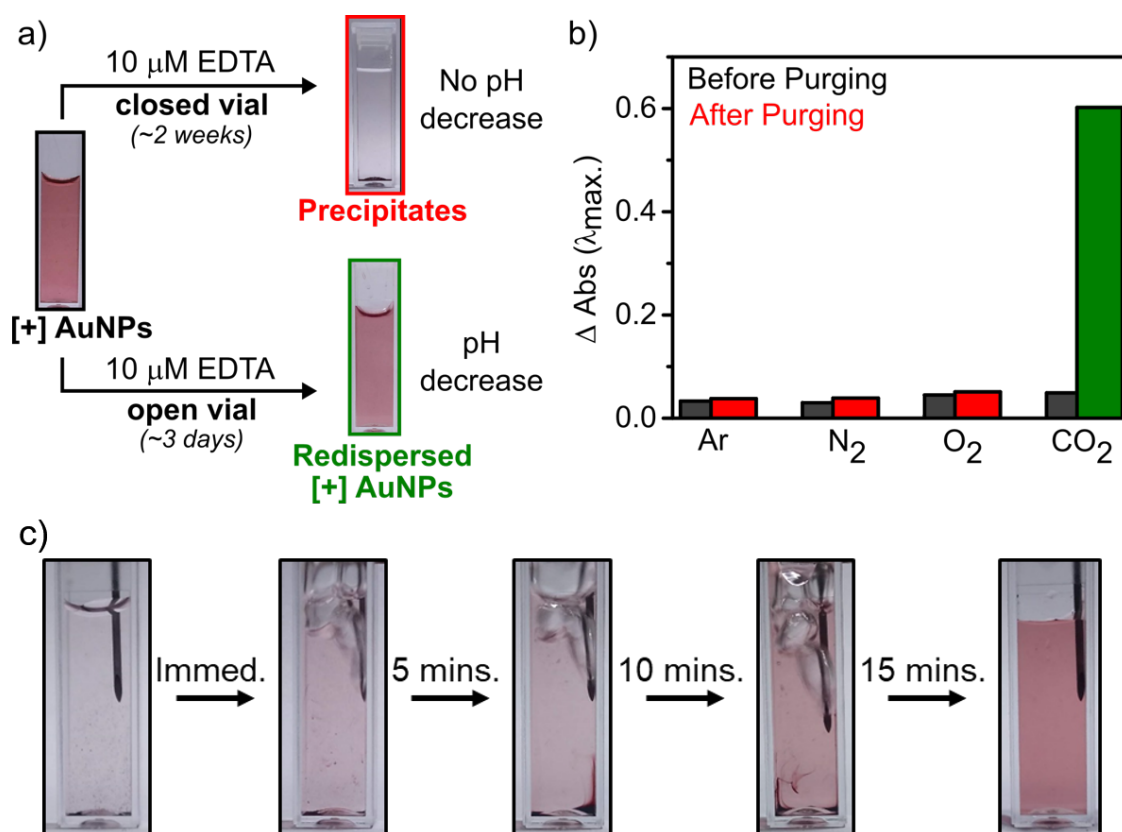 a)
10 μM EDTA
closed vial
(~2 weeks)
No pH
decrease
Precipitates
[+] AuNPs
10 μM EDTA
open vial
(~3 days)
pH
decrease
Redispersed
[+] AuNPs
b)
Before Purging
After Purging
Δ Abs (λmax.)
0.6
0.4
0.2
0.0
Ar
N₂
O₂
CO₂
c)
Immed.
5 mins.
10 mins.
15 mins.